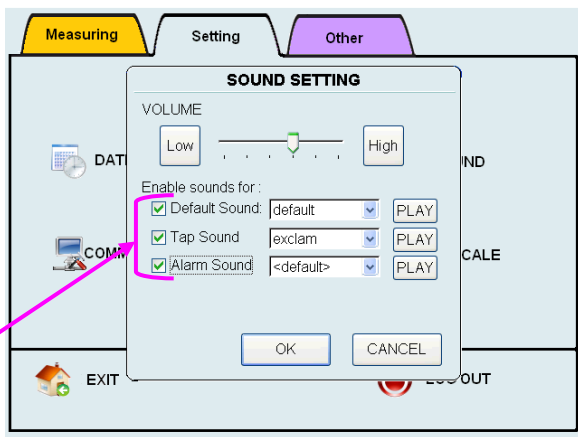 Measuring Setting Other
SOUND SETTING
VOLUME
Low High
Enable sounds for :
Default Sound: default PLAY
Tap Sound exclam PLAY
Alarm Sound <default> PLAY
OK CANCEL
EXIT